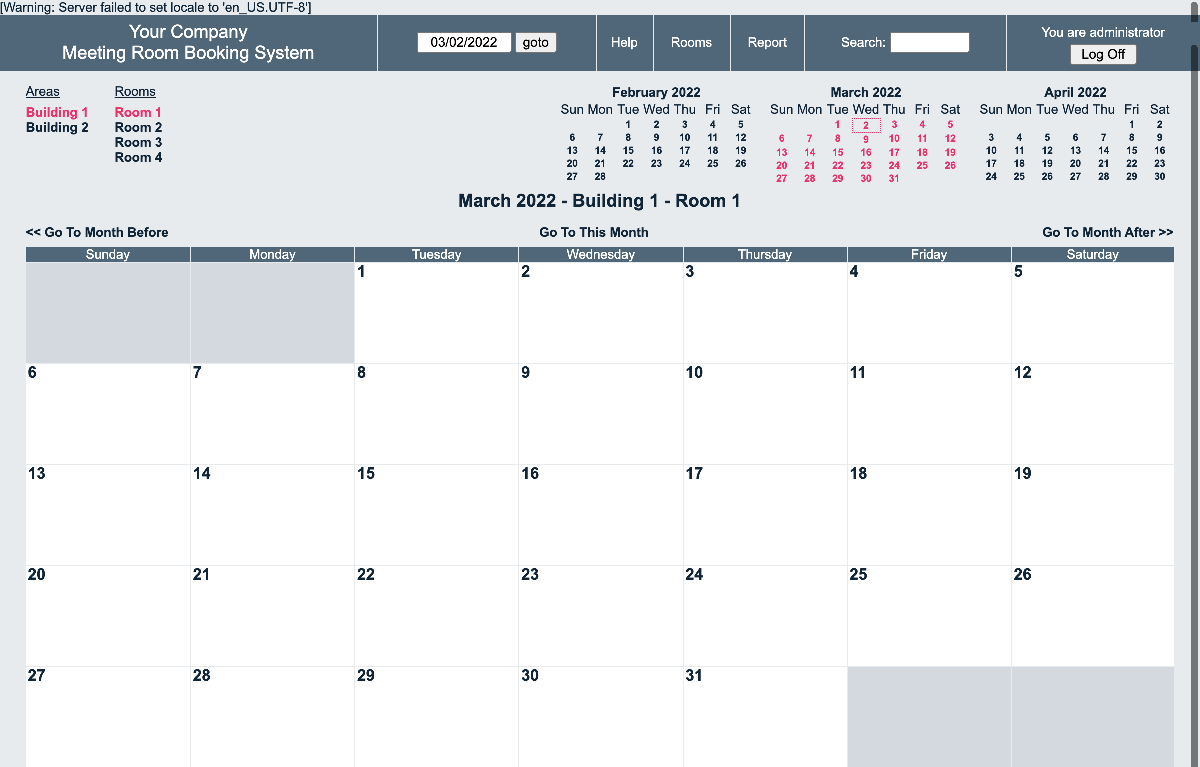 [Warning: Server failed to set locale to 'en_US.UTF-8']
Your Company
Meeting Room Booking System
03/02/2022 goto
Help
Rooms
Report
Search:
You are administrator
Log Off
Areas
Building 1
Building 2
Rooms
Room 1
Room 2
Room 3
Room 4
February 2022
Sun Mon Tue Wed Thu Fri Sat
1 2 3 4 5
6 7 8 9 10 11 12
13 14 15 16 17 18 19
20 21 22 23 24 25 26
27 28
March 2022
Sun Mon Tue Wed Thu Fri Sat
1 2 3 4 5
6 7 8 9 10 11 12
13 14 15 16 17 18 19
20 21 22 23 24 25 26
27 28 29 30 31
April 2022
Sun Mon Tue Wed Thu Fri Sat
1 2
3 4 5 6 7 8 9
10 11 12 13 14 15 16
17 18 19 20 21 22 23
24 25 26 27 28 29 30
March 2022 - Building 1 - Room 1
<< Go To Month Before Go To This Month Go To Month After >>
Sunday Monday Tuesday Wednesday Thursday Friday Saturday
1 2 3 4 5
6 7 8 9 10 11 12
13 14 15 16 17 18 19
20 21 22 23 24 25 26
27 28 29 30 31